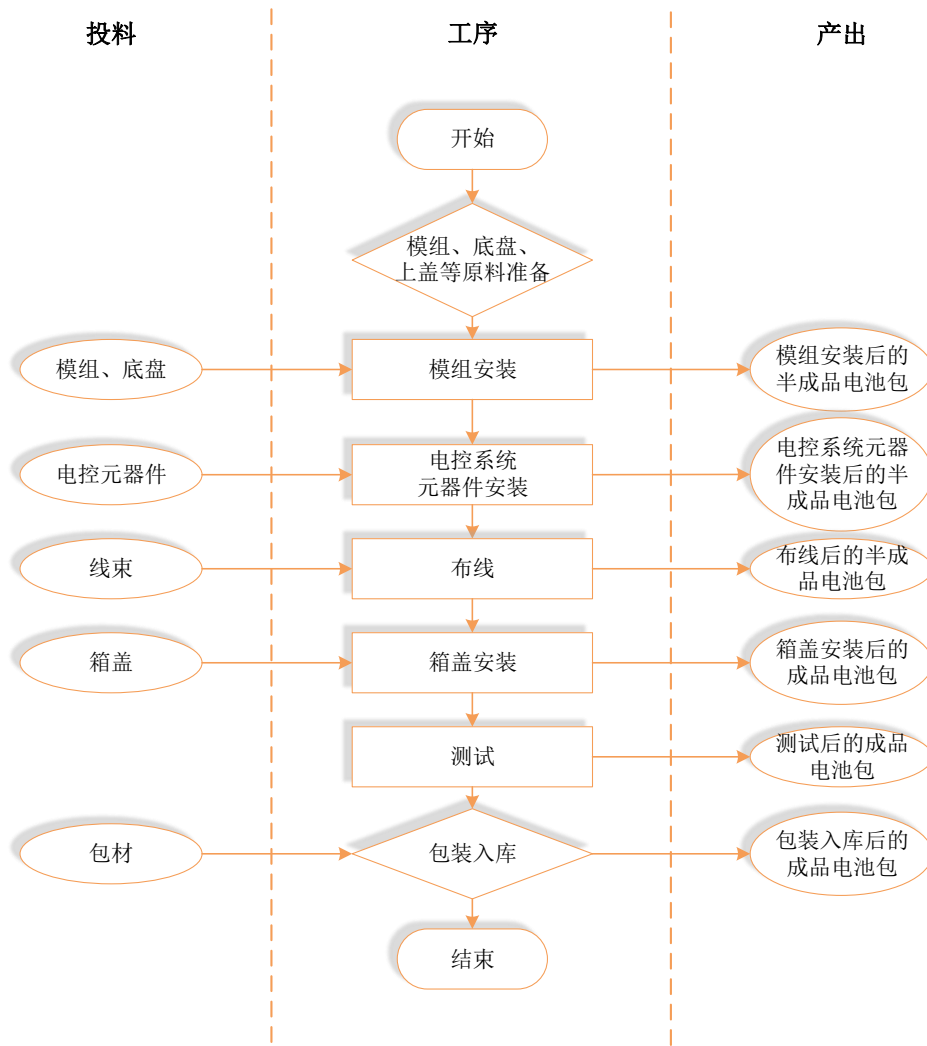 投料
工序
产出
开始
模组、底盘、
上盖等原料准备
模组、底盘
模组安装
模组安装后的
半成品电池包
电控元器件
电控系统
元器件安装
电控系统元器
件安装后的半
成品电池包
线束
布线
布线后的半成
品电池包
箱盖
箱盖安装
箱盖安装后的
成品电池包
测试
测试后的成品
电池包
包材
包装入库
包装入库后的
成品电池包
结束